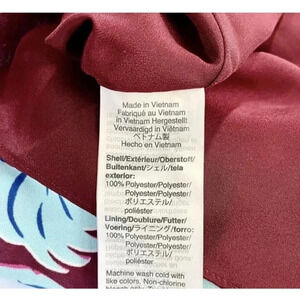 Made in Vietnam
Fabriqué au Vietnam
in Vietnam Hergestellt
Vervaardigd in Vietnam
ベトナム製
Hecho en Vietnam
Shell/Extérieur/Oberstoff/
Buitenkant/シェル/tela
exterior:
100% Polyester/Polyester/
/Polyester/Polyester/
ポリエステル/
poliéster
Lining/Doublure/Futter/
Voering/ライニング/forro:
100% Polyester/Polyester/
/Polyester/Polyester/
ポリエステル/
poliéster
Machine wash cold with
like colors. Non-chlorine